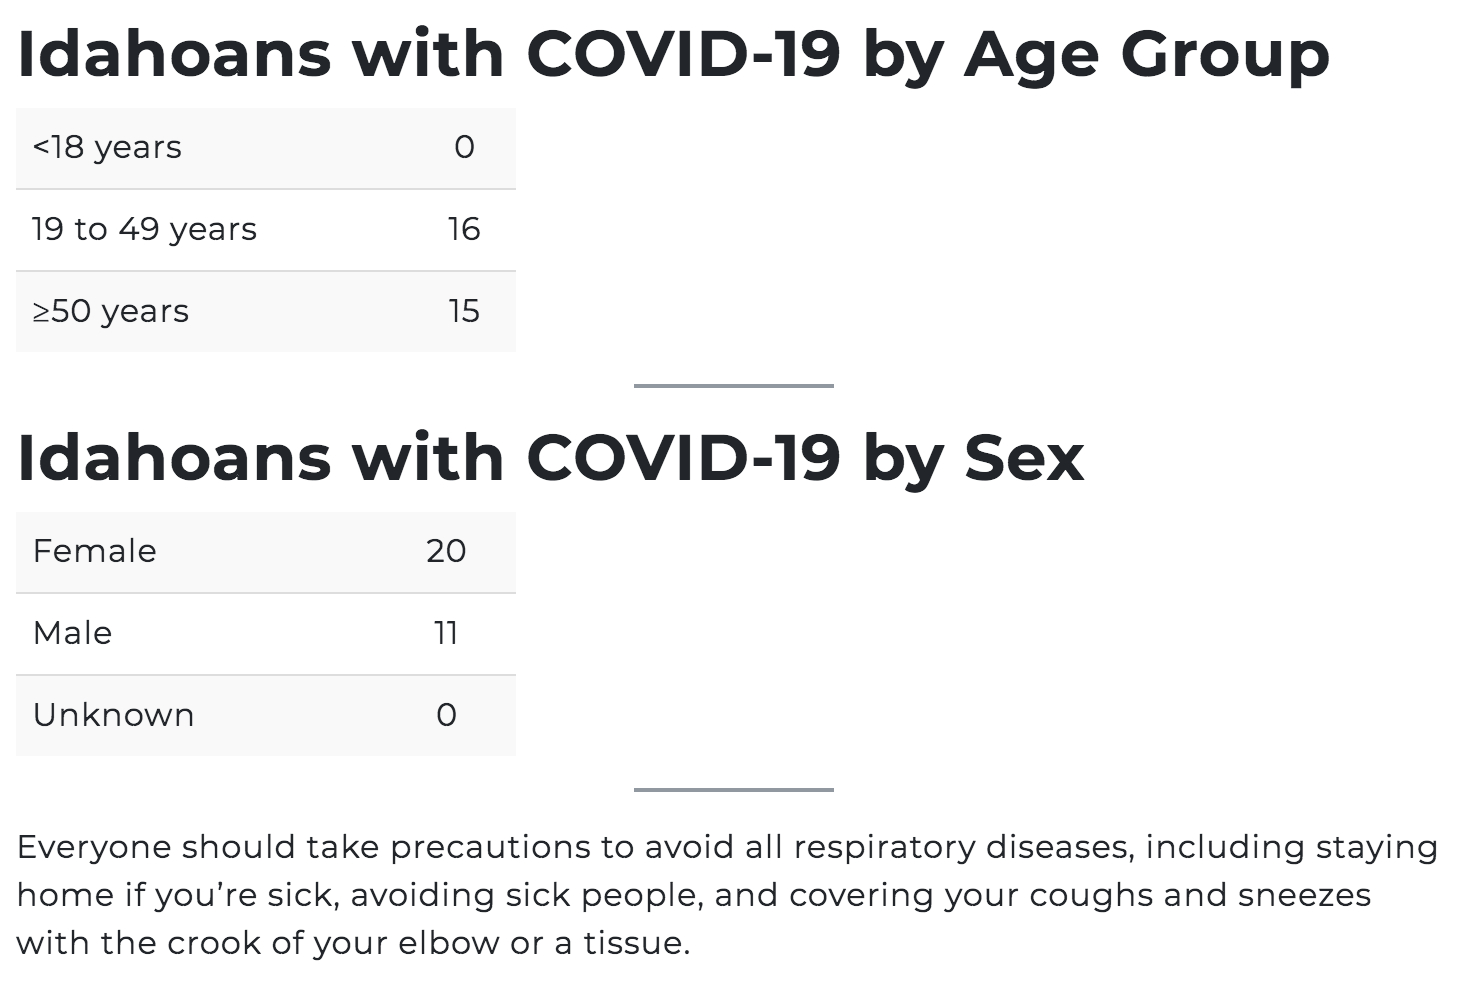 Idahoans with COVID-19 by Age Group
<18 years 0
19 to 49 years 16
≥50 years 15
Idahoans with COVID-19 by Sex
Female 20
Male 11
Unknown 0
Everyone should take precautions to avoid all respiratory diseases, including staying
home if you’re sick, avoiding sick people, and covering your coughs and sneezes
with the crook of your elbow or a tissue.